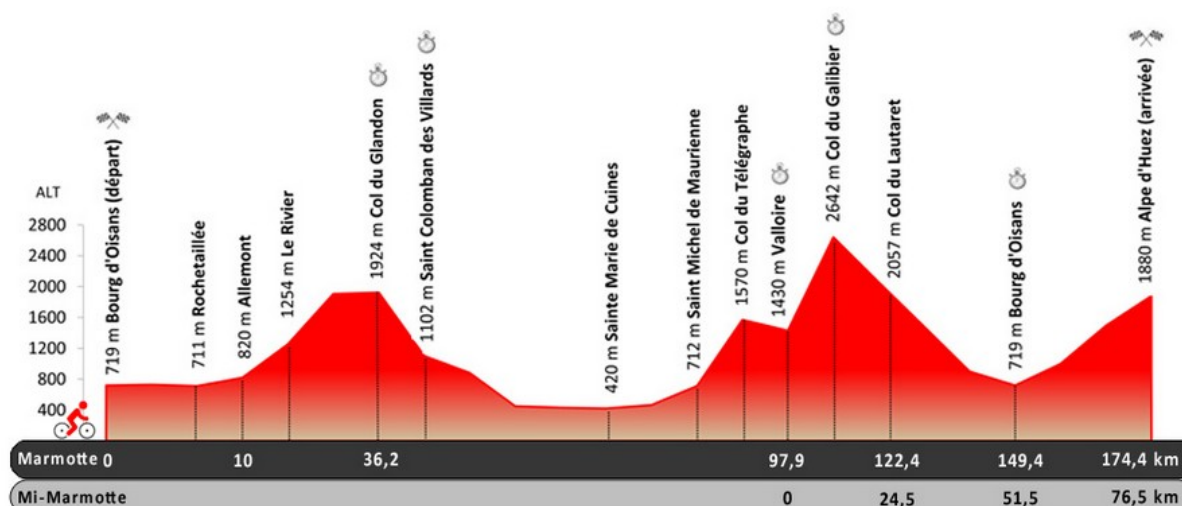 ALT
2800
2400
2000
1600
1200
800
400
719 m Bourg d'Oisans (départ)
711 m Rochetaillée
820 m Allemont
1254 m Le Rivier
1924 m Col du Glandon
1102 m Saint Colomban des Villards
420 m Sainte Marie de Cuines
712 m Saint Michel de Maurienne
1570 m Col du Télégraphe
1430 m Valloire
2642 m Col du Galibier
2057 m Col du Lautaret
719 m Bourg d'Oisans
1880 m Alpe d'Huez (arrivée)
Marmotte 0 10 36,2 97,9 122,4 149,4 174,4 km
Mi-Marmotte 0 24,5 51,5 76,5 km